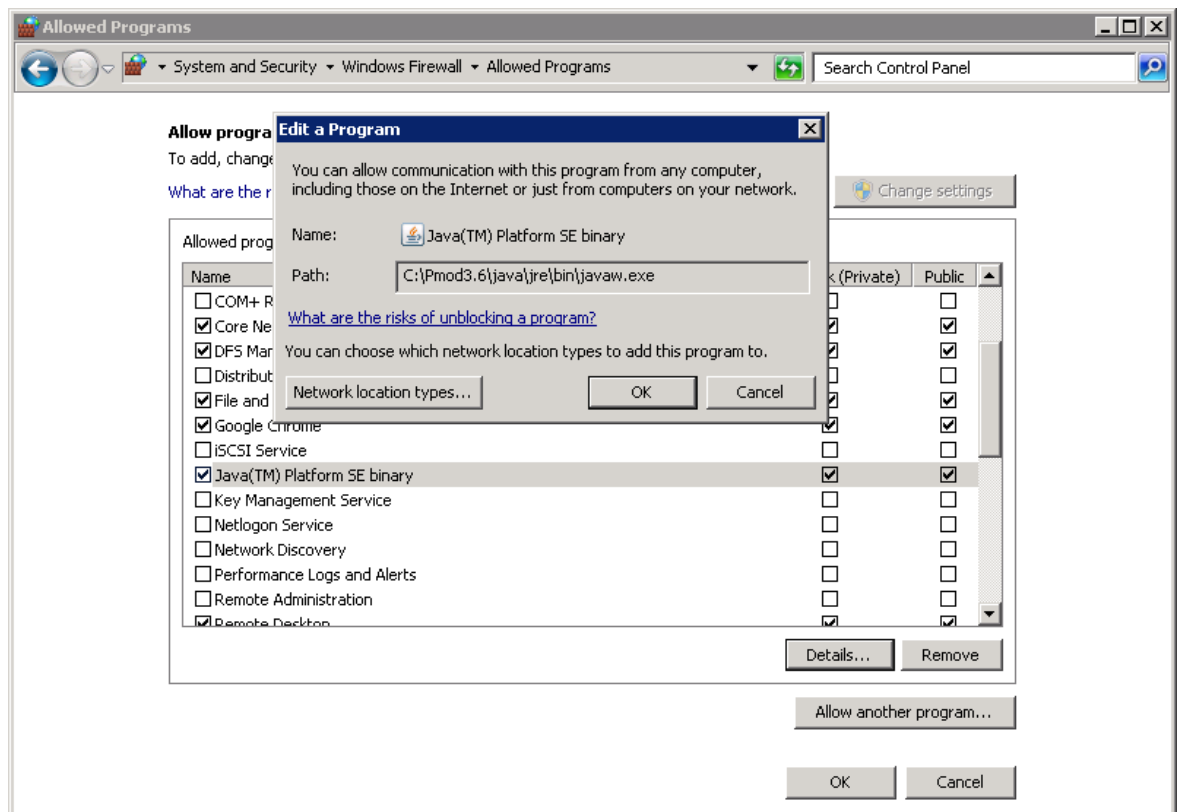 Allowed Programs
System and Security Windows Firewall Allowed Programs
Search Control Panel
Allow progra
To add, change
What are the r
Change settings
Edit a Program
You can allow communication with this program from any computer,
including those on the Internet or just from computers on your network.
Name: Java(TM) Platform SE binary
Path: C:\Pmod3.6\java\jre\bin\javaw.exe
What are the risks of unblocking a program?
You can choose which network location types to add this program to.
Network location types... OK Cancel
Allowed prog
Name k (Private) Public
COM+ R
Core Ne
DFS Mar
Distribut
File and
Google Chrome
iSCSI Service
Java(TM) Platform SE binary
Key Management Service
Netlogon Service
Network Discovery
Performance Logs and Alerts
Remote Administration
Remote Desktop
Details... Remove
Allow another program...
OK Cancel